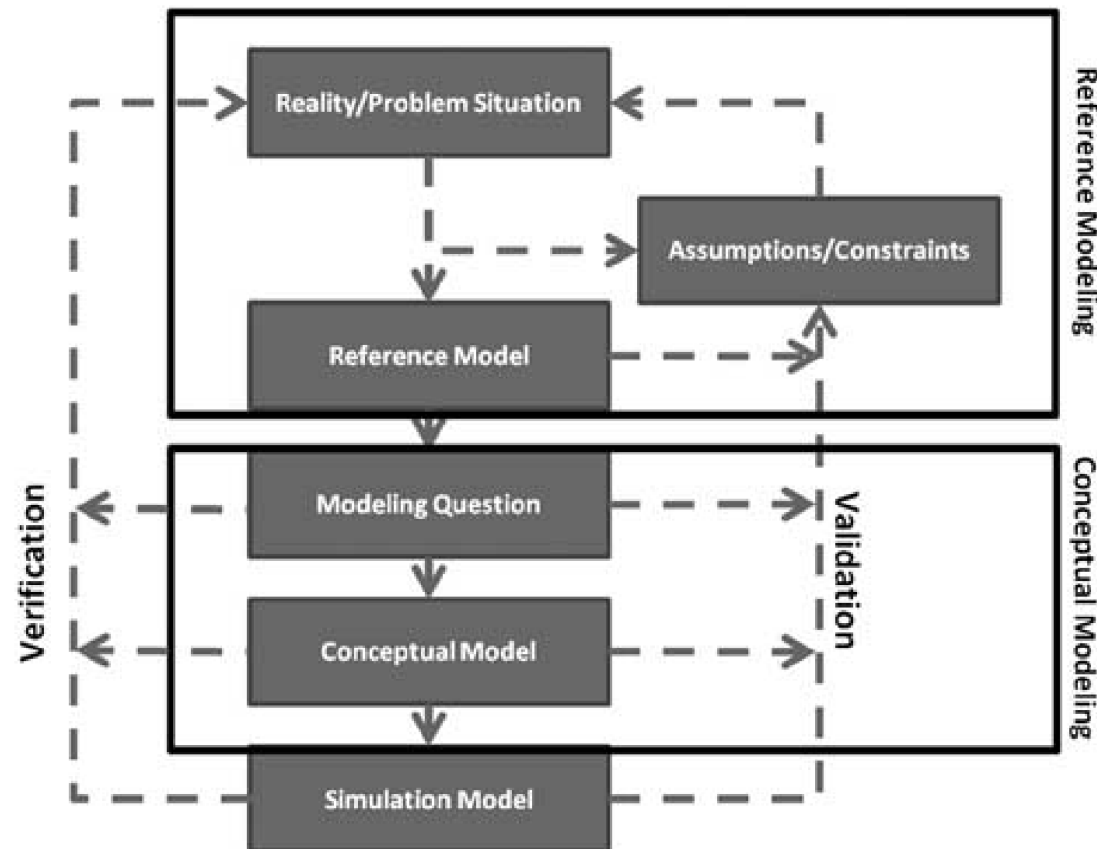 Reality/Problem Situation
Assumptions/Constraints
Reference Model
Reference Modeling
Modeling Question
Conceptual Model
Simulation Model
Verification
Validation
Conceptual Modeling